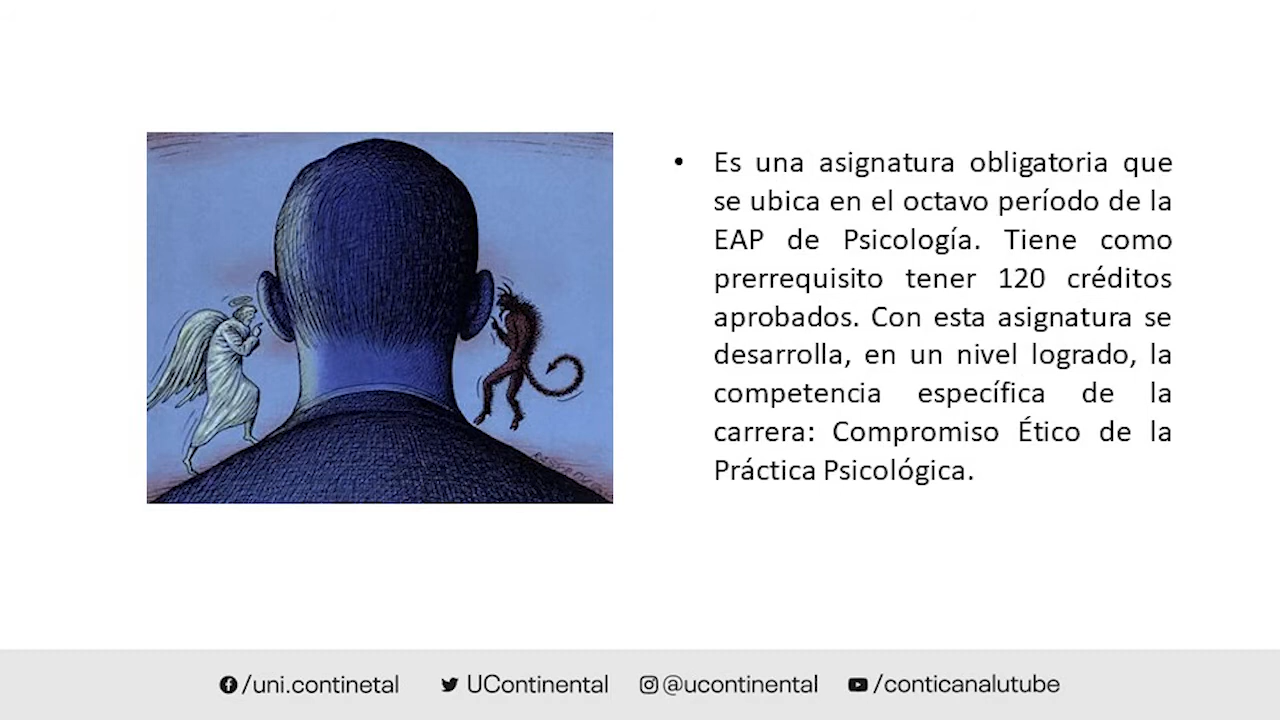 • Es una asignatura obligatoria que
se ubica en el octavo período de la
EAP de Psicología. Tiene como
prerrequisito tener 120 créditos
aprobados. Con esta asignatura se
desarrolla, en un nivel logrado, la
competencia específica de la
carrera: Compromiso Ético de la
Práctica Psicológica.
/uni.continetal UContinental @ucontinental /conticanalutube